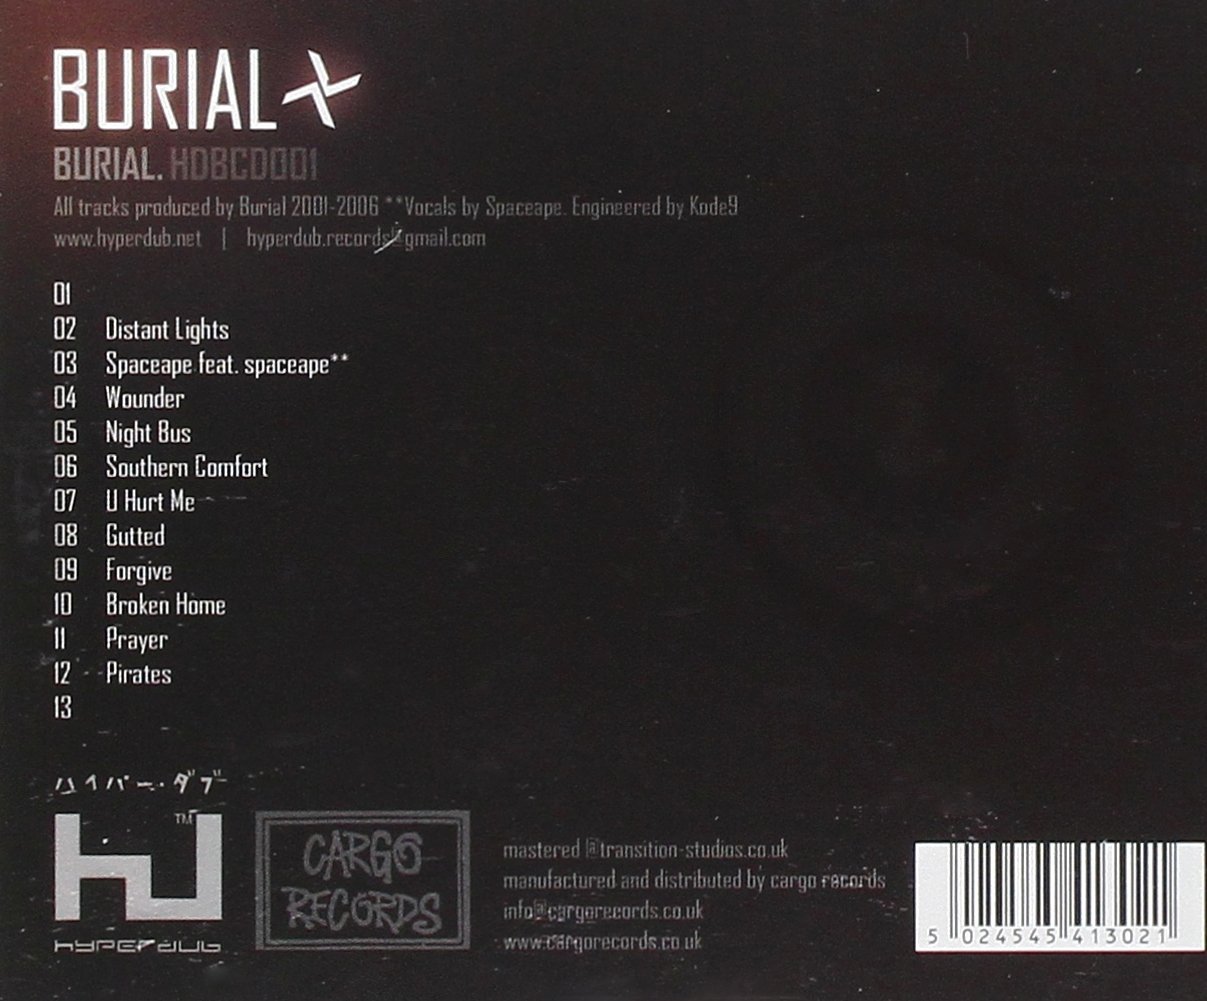 BURIAL
BURIAL. HDBCD001
All tracks produced by Burial 2001-2006 **Vocals by Spaceape. Engineered by Kode9
www.hyperdub.net | hyperdub.records@gmail.com
01
02 Distant Lights
03 Spaceape feat. spaceape**
04 Wounder
05 Night Bus
06 Southern Comfort
07 U Hurt Me
08 Gutted
09 Forgive
10 Broken Home
11 Prayer
12 Pirates
13
ハイパー・ダブ
TM
hyperdub
CARGO
RECORDS
mastered @transition-studios.co.uk
manufactured and distributed by cargo records
info@cargorecords.co.uk
www.cargorecords.co.uk
5 024545 413021